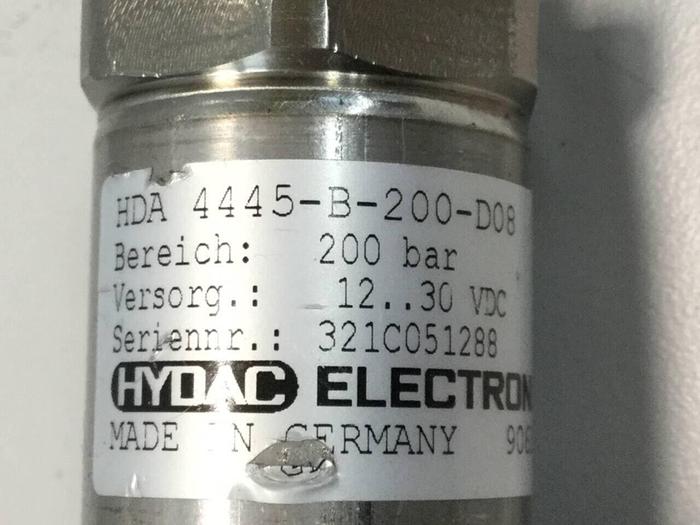 HDA 4445-B-200-D08
Bereich: 200 bar
Versorg.: 12..30 VDC
Seriennr.: 321C051288
HYDAC ELECTRON
MADE IN GERMANY